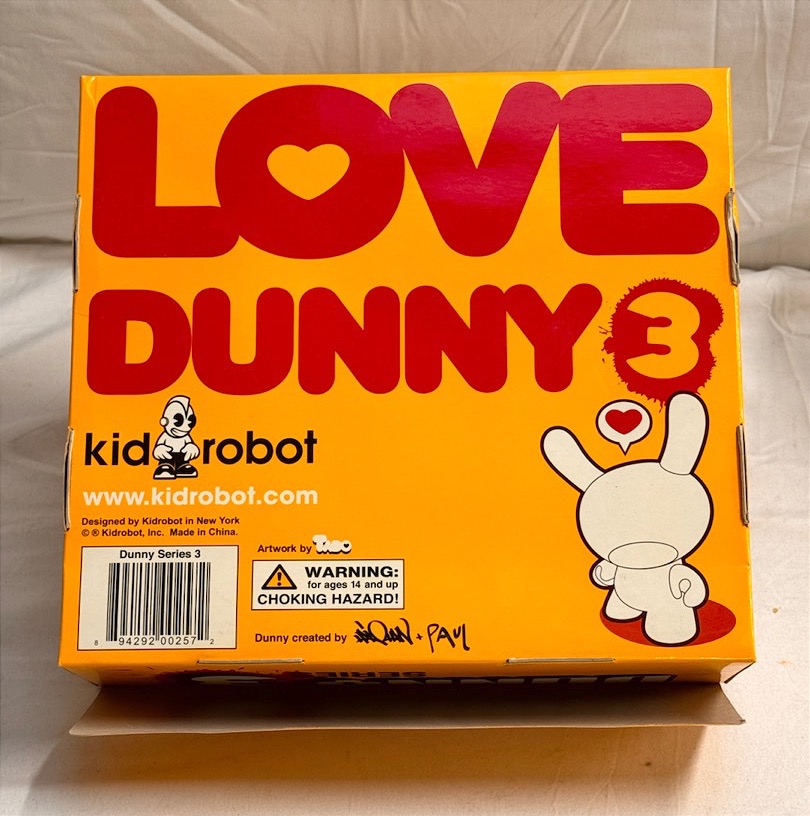 LOVE
DUNNY 3
kidrobot
www.kidrobot.com
Designed by Kidrobot in New York
© ® Kidrobot, Inc. Made in China.
Dunny Series 3
8 94292 00257 2
Artwork by TADO
WARNING:
for ages 14 and up
CHOKING HAZARD!
Dunny created by + PAUL
SERIE